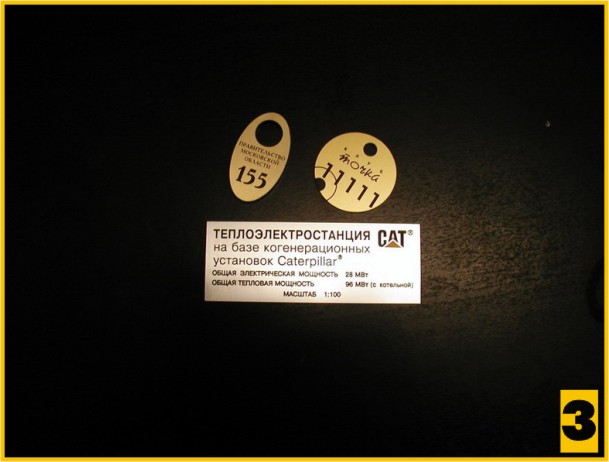 ПРАВИТЕЛЬСТВО
МОСКОВСКОЙ
ОБЛАСТИ
155
точка
11111
ТЕПЛОЭЛЕКТРОСТАНЦИЯ CAT®
на базе когенерационных
установок Caterpillar®
ОБЩАЯ ЭЛЕКТРИЧЕСКАЯ МОЩНОСТЬ 28 МВт
ОБЩАЯ ТЕПЛОВАЯ МОЩНОСТЬ 96 МВт (с котельной)
МАСШТАБ 1:100
3